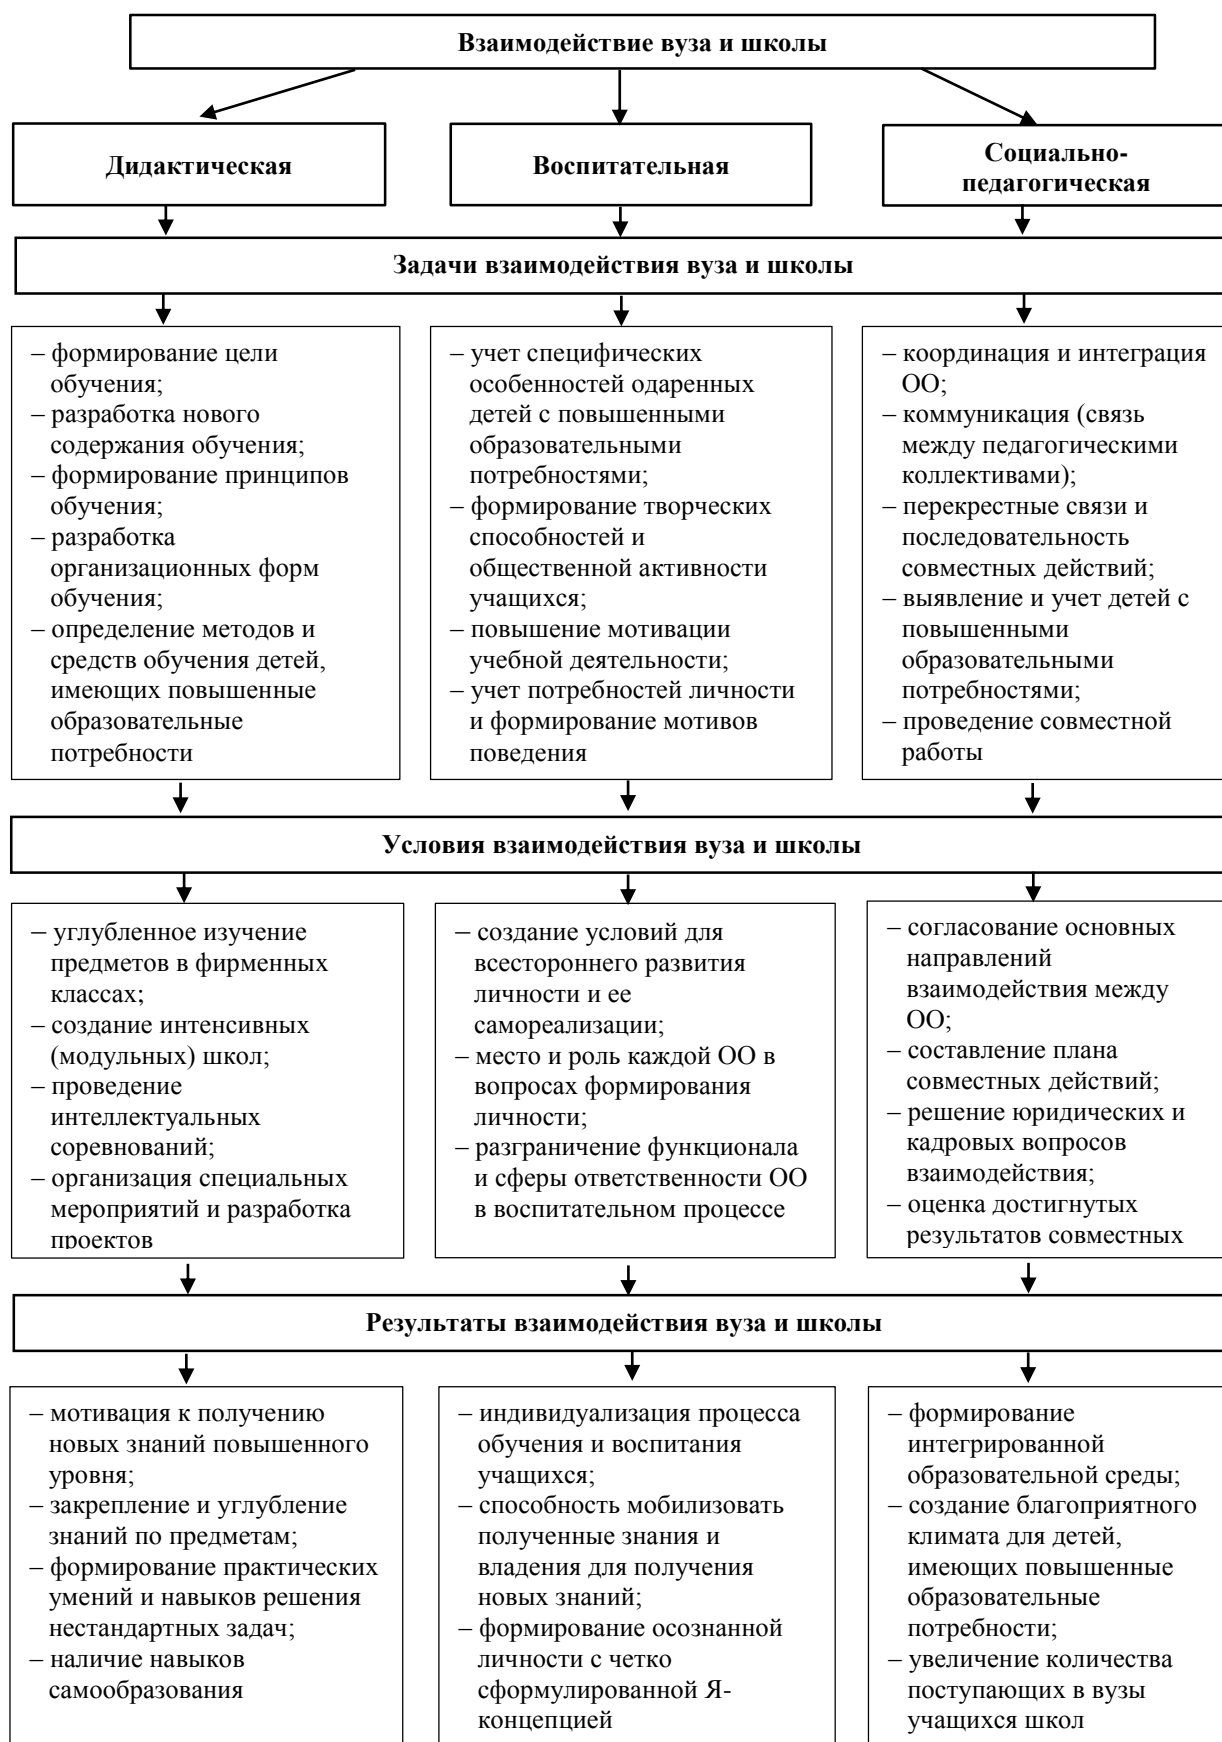 Взаимодействие вуза и школы
Дидактическая
Воспитательная
Социально-
педагогическая
Задачи взаимодействия вуза и школы
– формирование цели
обучения;
– разработка нового
содержания обучения;
– формирование принципов
обучения;
– разработка
организационных форм
обучения;
– определение методов и
средств обучения детей,
имеющих повышенные
образовательные
потребности
– учет специфических
особенностей одаренных
детей с повышенными
образовательными
потребностями;
– формирование творческих
способностей и
общественной активности
учащихся;
– повышение мотивации
учебной деятельности;
– учет потребностей личности
и формирование мотивов
поведения
– координация и интеграция
ОО;
– коммуникация (связь
между педагогическими
коллективами);
– перекрестные связи и
последовательность
совместных действий;
– выявление и учет детей с
повышенными
образовательными
потребностями;
– проведение совместной
работы
Условия взаимодействия вуза и школы
– углубленное изучение
предметов в фирменных
классах;
– создание интенсивных
(модульных) школ;
– проведение
интеллектуальных
соревнований;
– организация специальных
мероприятий и разработка
проектов
– создание условий для
всестороннего развития
личности и ее
самореализации;
– место и роль каждой ОО в
вопросах формирования
личности;
– разграничение функционала
и сферы ответственности ОО
в воспитательном процессе
– согласование основных
направлений
взаимодействия между
ОО;
– составление плана
совместных действий;
– решение юридических и
кадровых вопросов
взаимодействия;
– оценка достигнутых
результатов совместных
Результаты взаимодействия вуза и школы
– мотивация к получению
новых знаний повышенного
уровня;
– закрепление и углубление
знаний по предметам;
– формирование практических
умений и навыков решения
нестандартных задач;
– наличие навыков
самообразования
– индивидуализация процесса
обучения и воспитания
учащихся;
– способность мобилизовать
полученные знания и
владения для получения
новых знаний;
– формирование осознанной
личности с четко
сформулированной Я-
концепцией
– формирование
интегрированной
образовательной среды;
– создание благоприятного
климата для детей,
имеющих повышенные
образовательные
потребности;
– увеличение количества
поступающих в вузы
учащихся школ